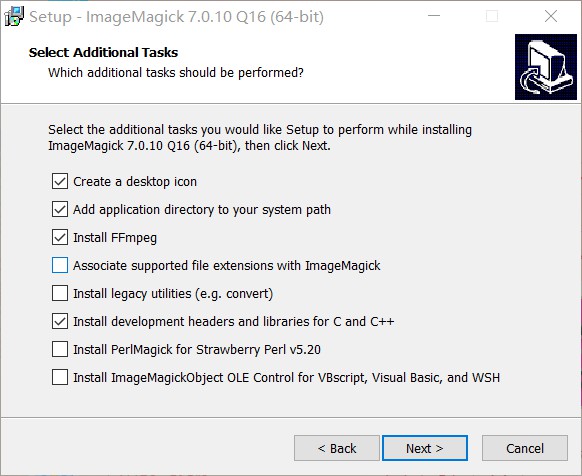 Setup - ImageMagick 7.0.10 Q16 (64-bit)
Select Additional Tasks
Which additional tasks should be performed?
Select the additional tasks you would like Setup to perform while installing
ImageMagick 7.0.10 Q16 (64-bit), then click Next.
Create a desktop icon
Add application directory to your system path
Install FFmpeg
Associate supported file extensions with ImageMagick
Install legacy utilities (e.g. convert)
Install development headers and libraries for C and C++
Install PerlMagick for Strawberry Perl v5.20
Install ImageMagickObject OLE Control for VBscript, Visual Basic, and WSH
< Back
Next >
Cancel